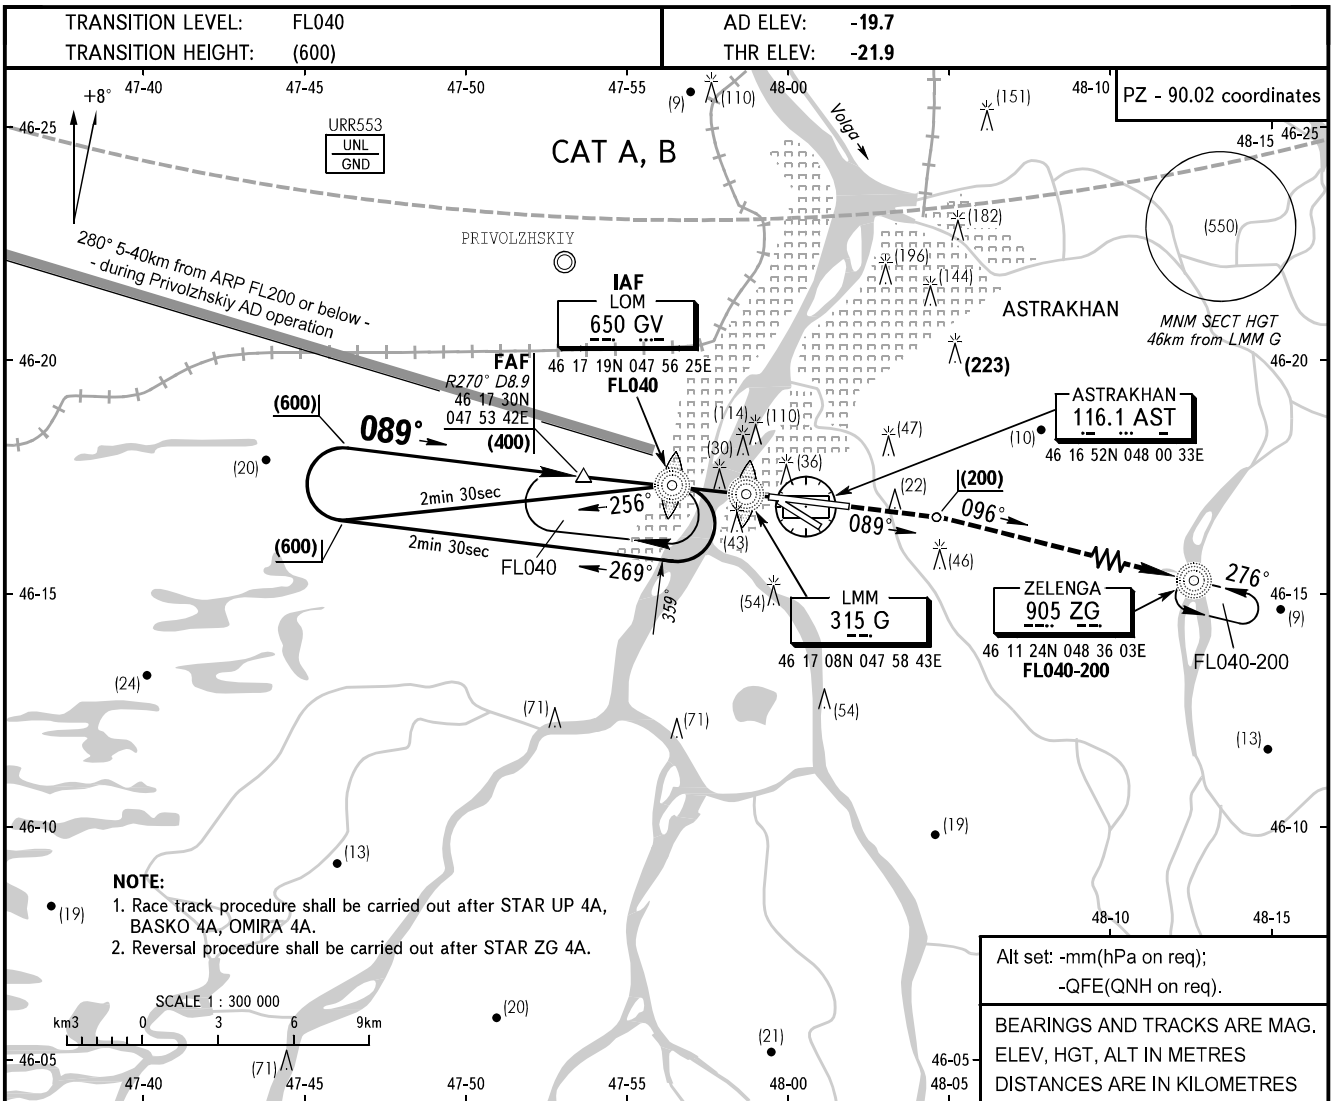 TRANSITION LEVEL: FL040
TRANSITION HEIGHT: (600)
AD ELEV: -19.7
THR ELEV: -21.9
47-40 47-45 47-50 47-55 48-00 48-10
PZ - 90.02 coordinates
+8°
46-25
48-15 46-25
URR553
UNL
GND
CAT A, B
(9)
(110)
Volga
(151)
(182)
(550)
280° 5-40km from ARP FL200 or below -
- during Privolzhskiy AD operation
PRIVOLZHSKIY
(196)
(144)
ASTRAKHAN
MNM SECT HGT
46km from LMM G
IAF
LOM
650 GV
46 17 19N 047 56 25E
FL040
46-20
46-20
(223)
FAF
R270° D8.9
46 17 30N
047 53 42E
(400)
(600)
089°
(20)
(114)
(110)
(30)
(36)
(47)
(10)
ASTRAKHAN
116.1 AST
46 16 52N 048 00 33E
2min 30sec
256°
(22)
(200)
089°
096°
(600)
2min 30sec
FL040
269°
(43)
(46)
359°
46-15
(54)
LMM
315 G
46 17 08N 047 58 43E
ZELENGA
905 ZG
46 11 24N 048 36 03E
FL040-200
276°
46-15
(9)
FL040-200
(24)
(71)
(71)
(54)
(13)
46-10
(19)
46-10
(13)
(19)
NOTE:
1. Race track procedure shall be carried out after STAR UP 4A,
BASKO 4A, OMIRA 4A.
2. Reversal procedure shall be carried out after STAR ZG 4A.
48-10 48-15
SCALE 1 : 300 000
km3 0 3 6 9km
(20)
(21)
(71)
46-05
46-05
47-40 47-45 47-50 47-55 48-00 48-05
Alt set: -mm(hPa on req);
-QFE(QNH on req).
BEARINGS AND TRACKS ARE MAG.
ELEV, HGT, ALT IN METRES
DISTANCES ARE IN KILOMETRES